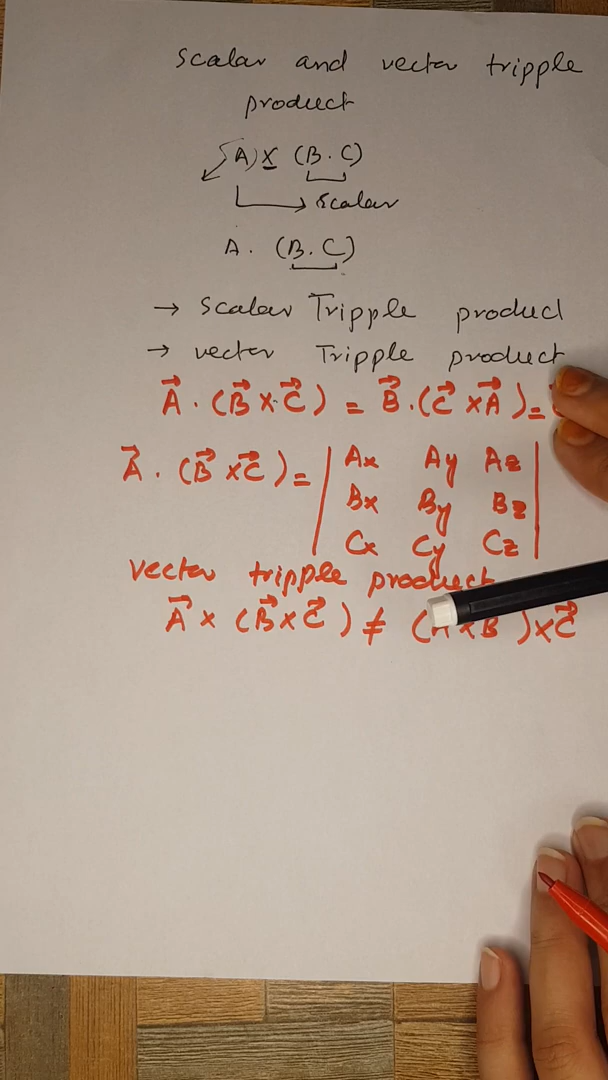 scalar and vector tripple
product
A) x (B . C)
scalar
A . (B . C)
→ scalar Tripple product
→ vector Tripple product
A⃗ . (B⃗ x C⃗) = B⃗ . (C⃗ x A⃗) =
A⃗ . (B⃗ x C⃗) = | Ax Ay Az |
Bx By Bz
Cx Cy Cz
vector tripple product
A⃗ x (B⃗ x C⃗) ≠ (A x B) x C⃗